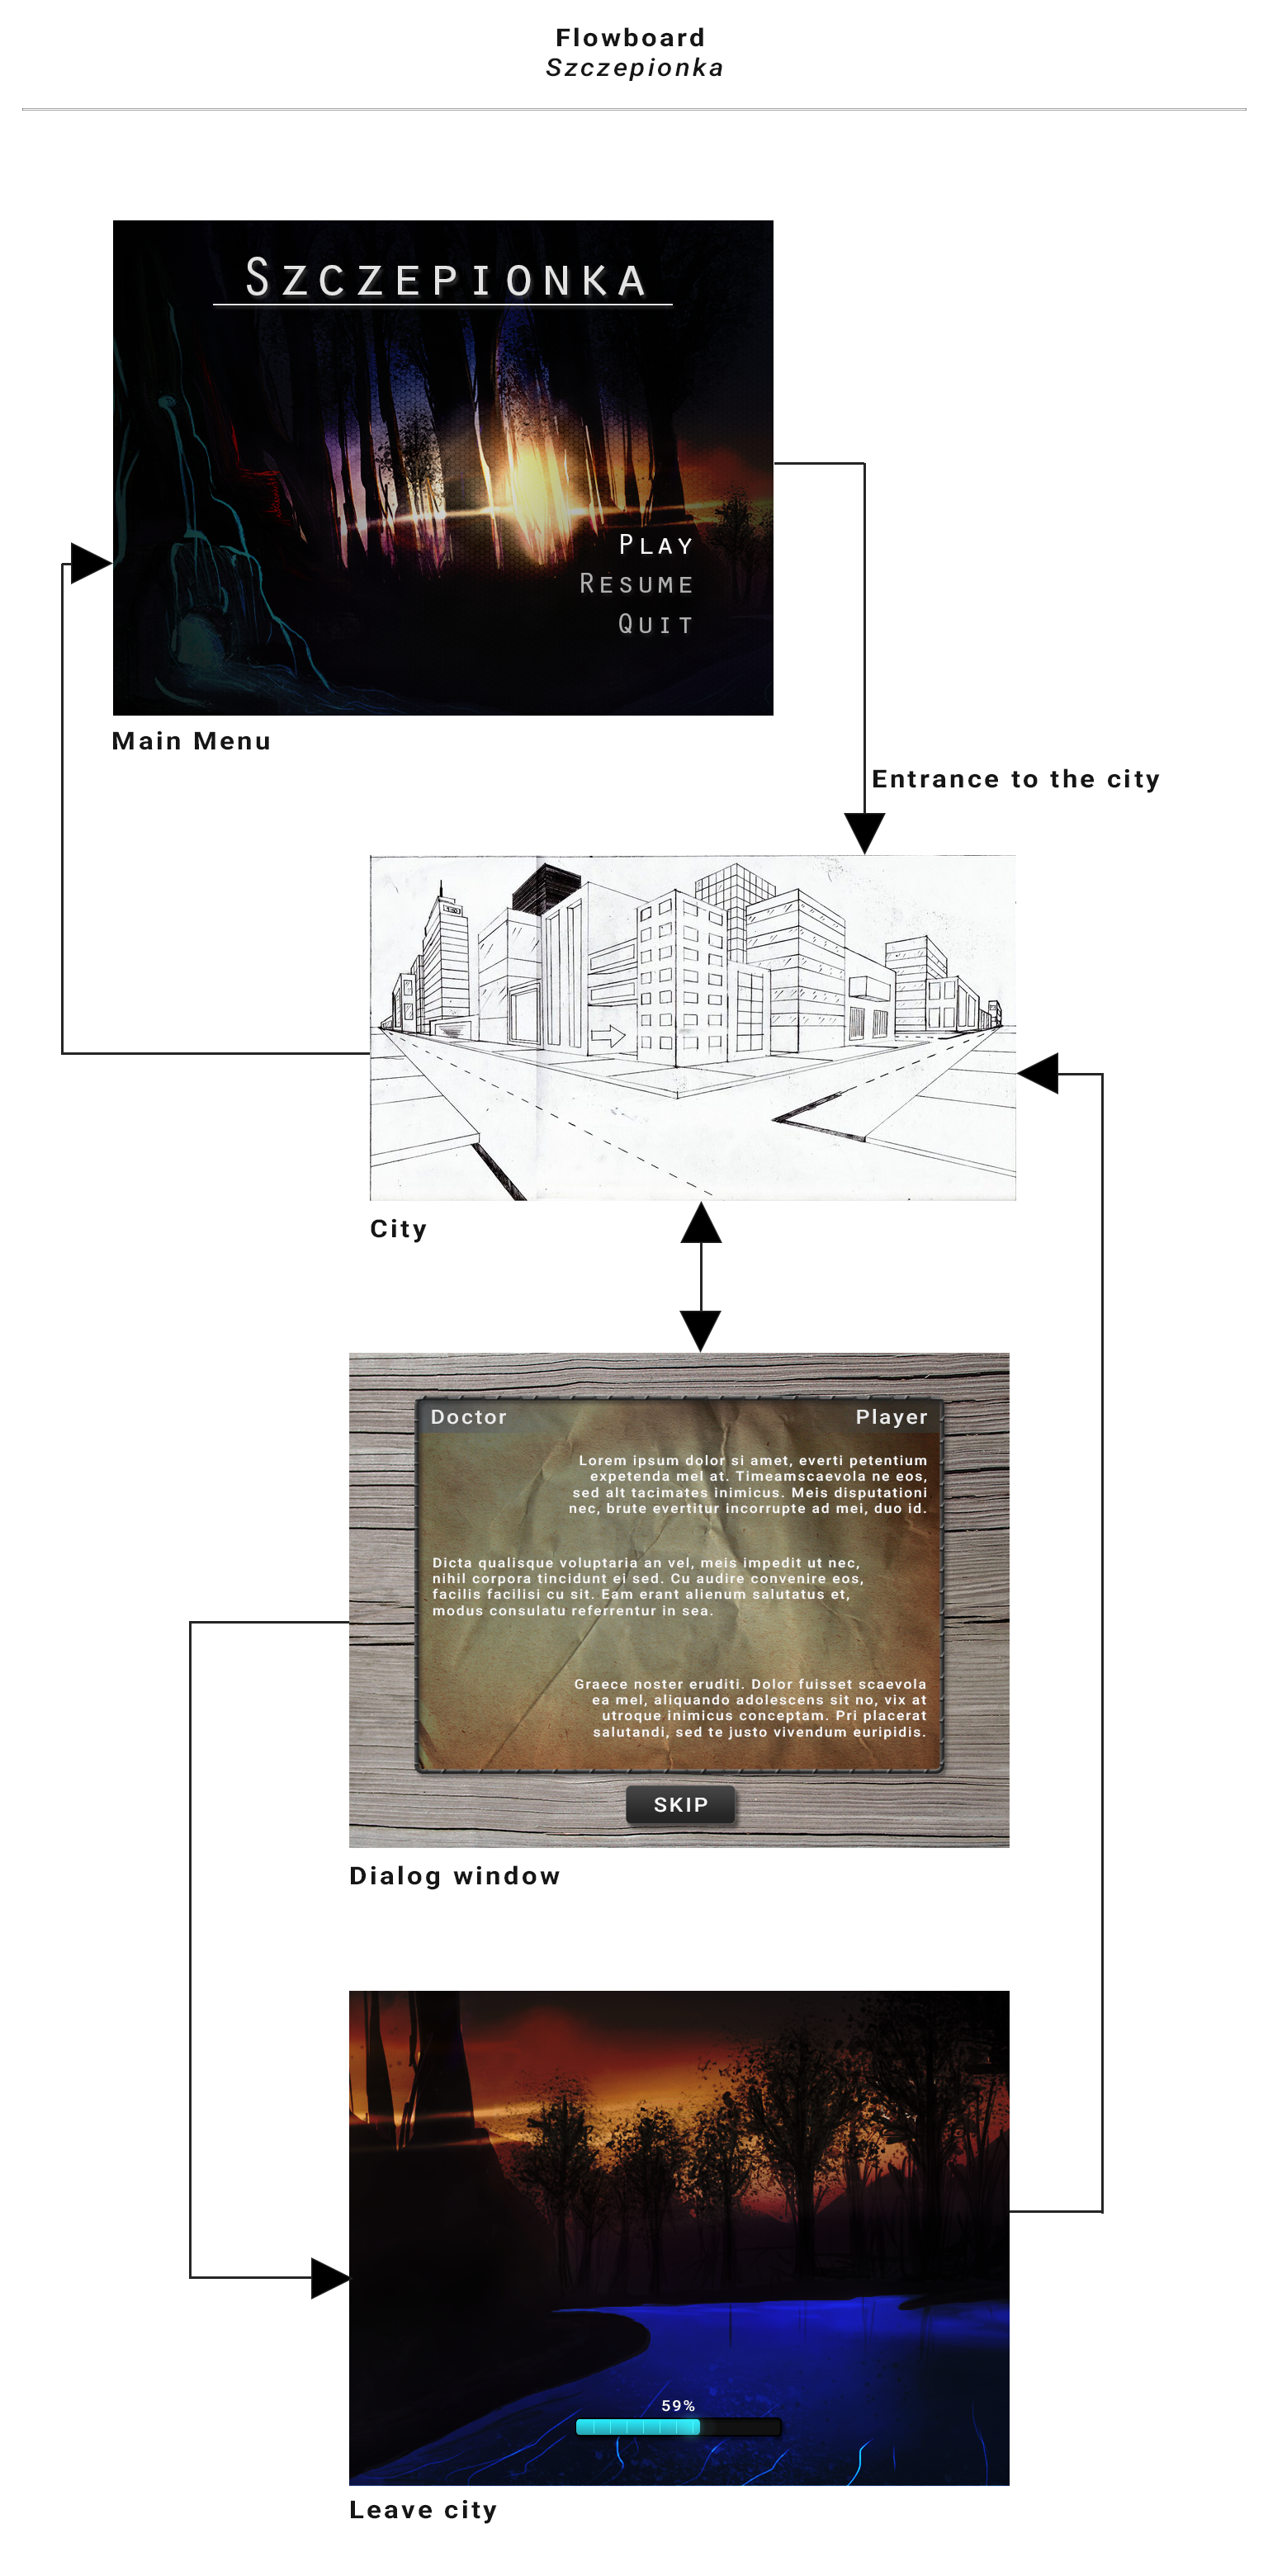 Flowboard
Szczepionka
SZCZEPIONKA
PLAY
RESUME
QUIT
Main Menu
Entrance to the city
City
Doctor
Player
Lorem ipsum dolor si amet, everti petentium
expetenda mel at. Timeamscaevola ne eos,
sed alt tacimates inimicus. Meis disputationi
nec, brute evertitur incorrupte ad mei, duo id.
Dicta qualisque voluptaria an vel, meis impedit ut nec,
nihil corpora tincidunt ei sed. Cu audire convenire eos,
facilis facilisi cu sit. Eam erant alienum salutatus et,
modus consulatu referrentur in sea.
Graece noster eruditi. Dolor fuisset scaevola
ea mel, aliquando adolescens sit no, vix at
utroque inimicus conceptam. Pri placerat
salutandi, sed te justo vivendum euripidis.
SKIP
Dialog window
59%
Leave city